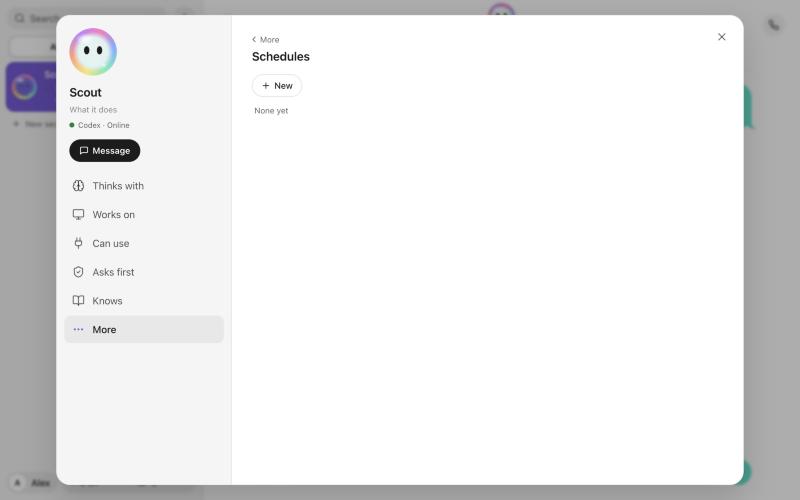 Search
Scout
What it does
Codex · Online
Message
Thinks with
Works on
Can use
Asks first
Knows
More
More
Schedules
New
None yet
A Alex